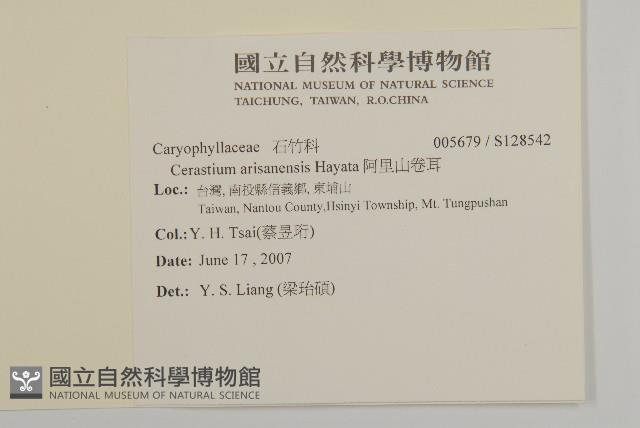 國立自然科學博物館
NATIONAL MUSEUM OF NATURAL SCIENCE
TAICHUNG, TAIWAN, R.O.CHINA
Caryophyllaceae 石竹科 005679 / S128542
Cerastium arisanensis Hayata 阿里山卷耳
Loc.: 台灣, 南投縣信義鄉, 東埔山
Taiwan, Nantou County,Hsinyi Township, Mt. Tungpushan
Col.: Y. H. Tsai(蔡昱珩)
Date: June 17 , 2007
Det.: Y. S. Liang (梁珆碩)
國立自然科學博物館
NATIONAL MUSEUM OF NATURAL SCIENCE